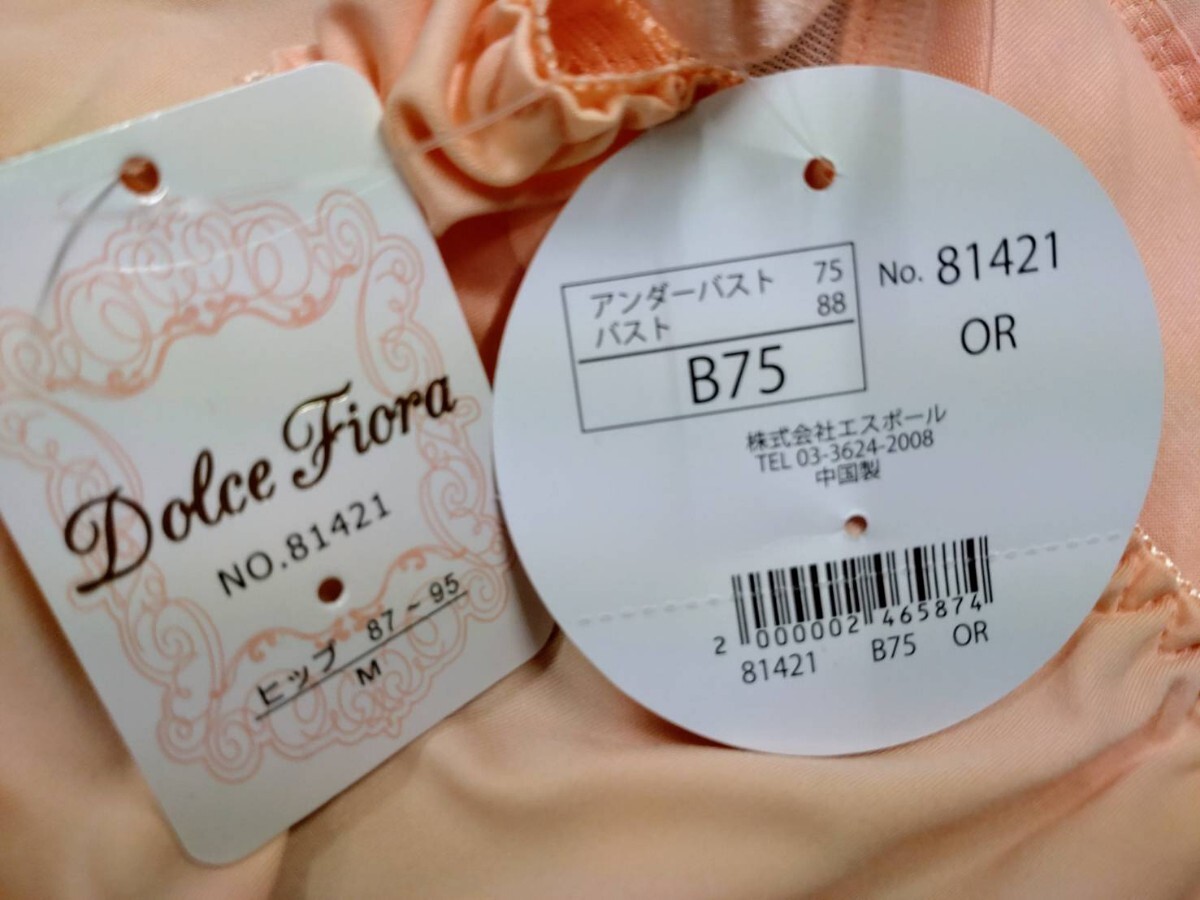 Dolce Fiora
NO.81421
ヒップ 87~95
M
アンダーバスト 75
バスト 88
B75
No. 81421
OR
株式会社エスポール
TEL 03-3624-2008
中国製
2 000002 465874
81421 B75 OR